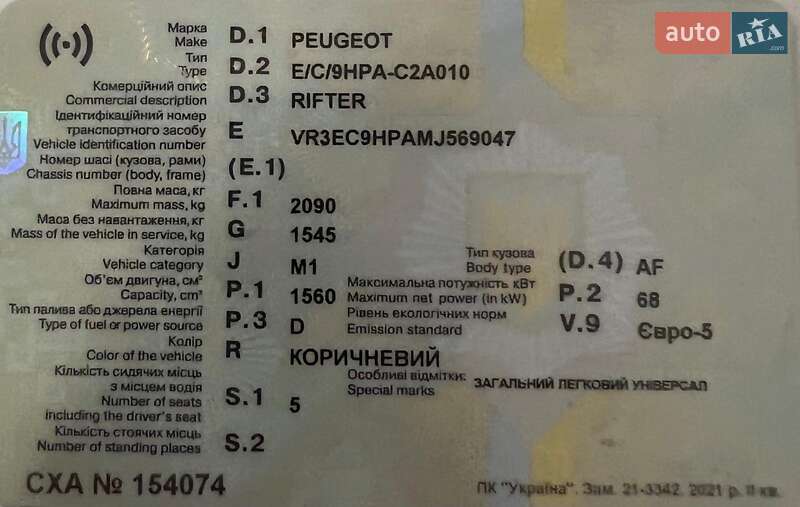 auto RIA.com
Марка
Make D.1 PEUGEOT
Тип
Type D.2 E/C/9HPA-C2A010
Комерційний опис
Commercial description D.3 RIFTER
Ідентифікаційний номер
транспортного засобу
Vehicle identification number E VR3EC9HPAMJ569047
Номер шасі (кузова, рами)
Chassis number (body, frame) (E.1)
Повна маса, кг
Maximum mass, kg F.1 2090
Маса без навантаження, кг
Mass of the vehicle in service, kg G 1545
Категорія
Vehicle category J M1
Тип кузова
Body type (D.4) AF
Об'єм двигуна, см³
Capacity, cm³ P.1 1560
Максимальна потужність кВт
Maximum net power (in kW) P.2 68
Тип палива або джерела енергії
Type of fuel or power source P.3 D
Рівень екологічних норм
Emission standard V.9 Євро-5
Колір
Color of the vehicle R КОРИЧНЕВИЙ
Кількість сидячих місць
з місцем водія
Number of seats
including the driver's seat S.1 5
Особливі відмітки:
Special marks ЗАГАЛЬНИЙ ЛЕГКОВИЙ УНІВЕРСАЛ
Кількість стоячих місць
Number of standing places S.2
СХА № 154074
ПК "Україна". Зам. 21-3342. 2021 р. II кв.